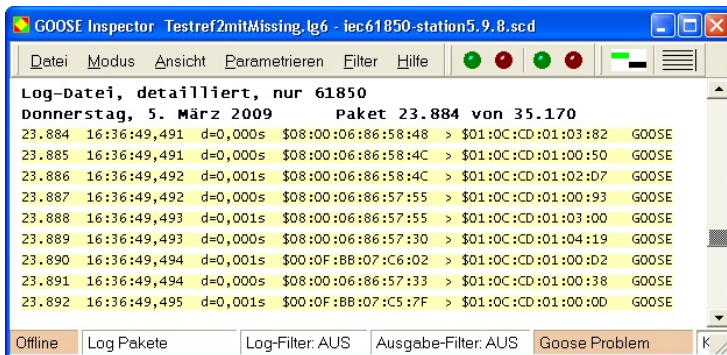 GOOSE Inspector Testref2mitMissing.lg6 - iec61850-station5.9.8.scd
Datei Modus Ansicht Parametrieren Filter Hilfe
Log-Datei, detailliert, nur 61850
Donnerstag, 5. März 2009 Paket 23.884 von 35.170
23.884 16:36:49,491 d=0,000s $08:00:06:86:58:48 > $01:0C:CD:01:03:82 GOOSE
23.885 16:36:49,491 d=0,000s $08:00:06:86:58:4C > $01:0C:CD:01:00:50 GOOSE
23.886 16:36:49,492 d=0,001s $08:00:06:86:58:4C > $01:0C:CD:01:02:D7 GOOSE
23.887 16:36:49,492 d=0,000s $08:00:06:86:57:55 > $01:0C:CD:01:00:93 GOOSE
23.888 16:36:49,493 d=0,001s $08:00:06:86:57:55 > $01:0C:CD:01:03:00 GOOSE
23.889 16:36:49,493 d=0,000s $08:00:06:86:57:30 > $01:0C:CD:01:04:19 GOOSE
23.890 16:36:49,494 d=0,001s $00:0F:BB:07:C6:02 > $01:0C:CD:01:00:D2 GOOSE
23.891 16:36:49,494 d=0,000s $08:00:06:86:57:33 > $01:0C:CD:01:00:38 GOOSE
23.892 16:36:49,495 d=0,001s $00:0F:BB:07:C5:7F > $01:0C:CD:01:00:0D GOOSE
Offline Log Pakete Log-Filter: AUS Ausgabe-Filter: AUS Goose Problem K